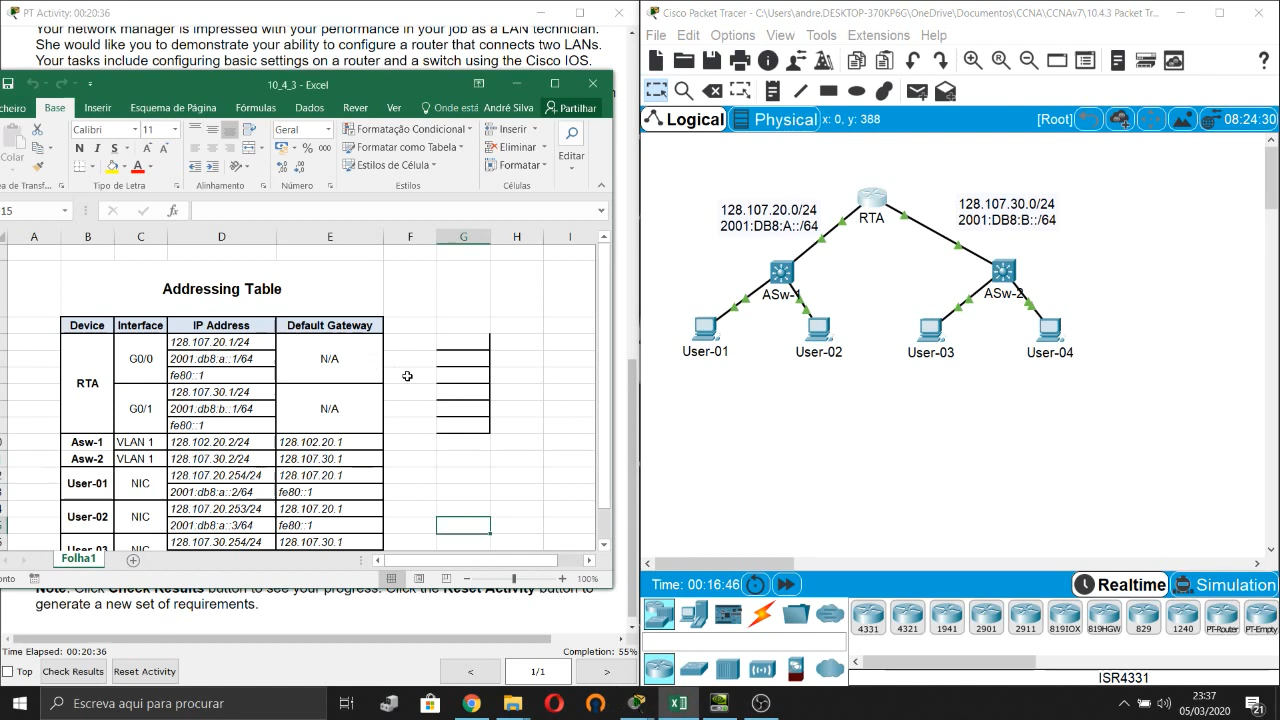 PT Activity: 00:20:36
Your network manager is impressed with your performance in your job as a LAN technician.
She would like you to demonstrate your ability to configure a router that connects two LANs.
Your tasks include configuring basic settings on a router and a switch using the Cisco IOS.
10_4_3 - Excel
cheiro
Base
Inserir
Esquema de Página
Fórmulas
Dados
Rever
Ver
Onde está
André Silva
Partilhar
Colar
Calibri
11
N
I
S
Geral
%
000
Formatação Condicional
Formatar como Tabela
Estilos de Célula
Inserir
Eliminar
Formatar
Editar
a de Transf...
Tipo de Letra
Alinhamento
Número
Estilos
Células
15
fx
A B C D E F G H I
Addressing Table
Device Interface IP Address Default Gateway
RTA G0/0 128.107.20.1/24 N/A
2001:db8:a::1/64
fe80::1
G0/1 128.107.30.1/24 N/A
2001:db8:b..1/64
fe80::1
Asw-1 VLAN 1 128.102.20.2/24 128.102.20.1
Asw-2 VLAN 1 128.107.30.2/24 128.107.30.1
User-01 NIC 128.107.20.254/24 128.107.20.1
2001:db8:a::2/64 fe80::1
User-02 NIC 128.107.20.253/24 128.107.20.1
2001:db8:a::3/64 fe80::1
User-03 NIC 128.107.30.254/24 128.107.30.1
Folha1
onto
100%
Note: Click Check Results button to see your progress. Click the Reset Activity button to
generate a new set of requirements.
Time Elapsed: 00:20:36
Completion: 55%
Top
Check Results
Reset Activity
<
1/1
>
Cisco Packet Tracer - C:\Users\andre.DESKTOP-370KP6G\OneDrive\Documentos\CCNA\CCNAv7\10.4.3 Packet Tr...
File Edit Options View Tools Extensions Help
Logical
Physical
x: 0, y: 388
[Root]
08:24:30
128.107.20.0/24
2001:DB8:A::/64
RTA
128.107.30.0/24
2001:DB8:B::/64
ASw-1
ASw-2
User-01
User-02
User-03
User-04
Time: 00:16:46
Realtime
Simulation
4331 4321 1941 2901 2911 819IOX 819HGW 829 1240 PT-Router PT-Empty
ISR4331
Escreva aqui para procurar
23:37
05/03/2020
21